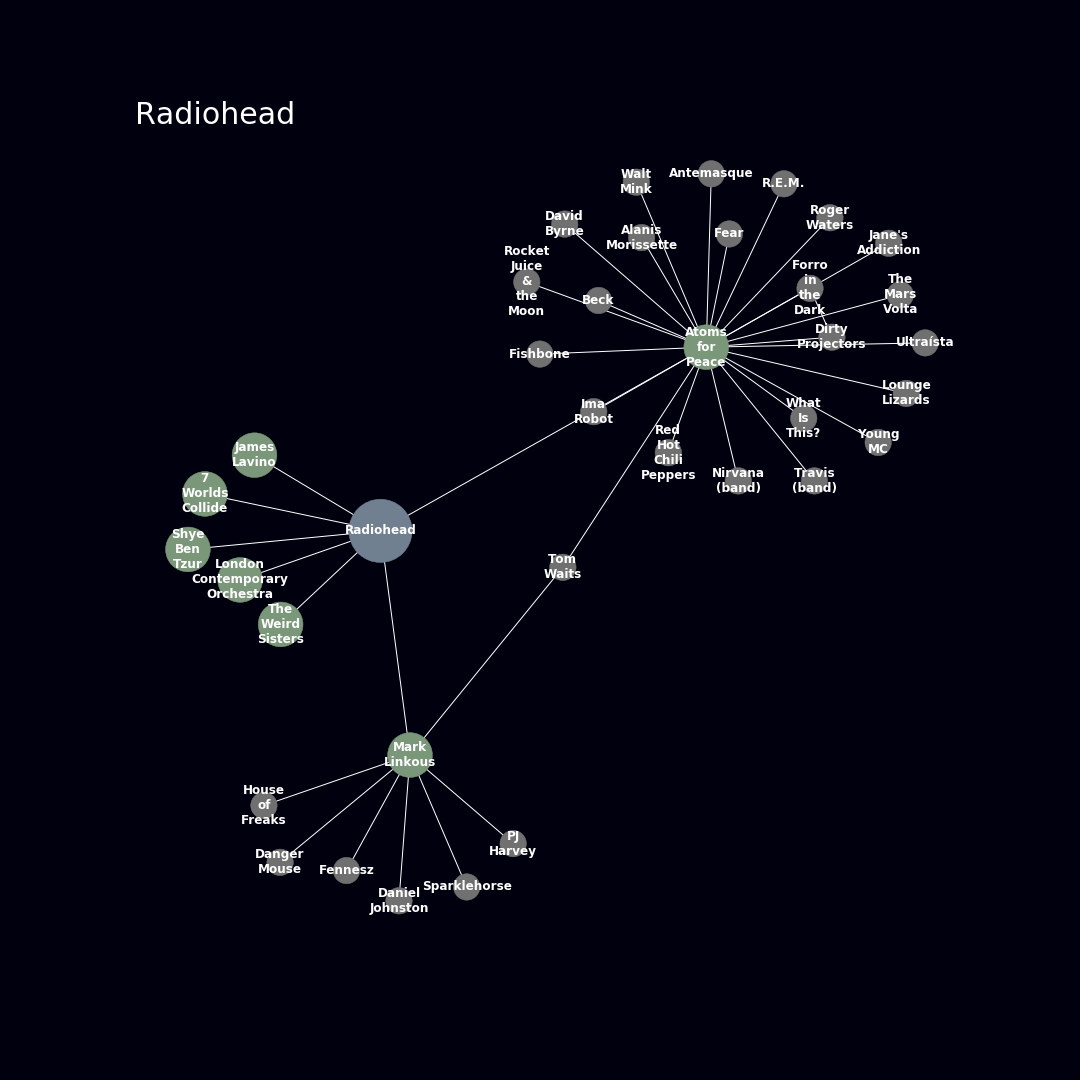 Radiohead
Walt
Mink
Antemasque
R.E.M.
David
Byrne
Alanis
Morissette
Fear
Roger
Waters
Jane's
Addiction
Rocket
Juice
&
the
Moon
Beck
Forro
in
the
Dark
The
Mars
Volta
Fishbone
Atoms
for
Peace
Dirty
Projectors
Ultraísta
Lounge
Lizards
Ima
Robot
What
Is
This?
Young
MC
Red
Hot
Chili
Peppers
Nirvana
(band)
Travis
(band)
James
Lavino
7
Worlds
Collide
Radiohead
Shye
Ben
Tzur
London
Contemporary
Orchestra
Tom
Waits
The
Weird
Sisters
Mark
Linkous
House
of
Freaks
PJ
Harvey
Danger
Mouse
Fennesz
Daniel
Johnston
Sparklehorse